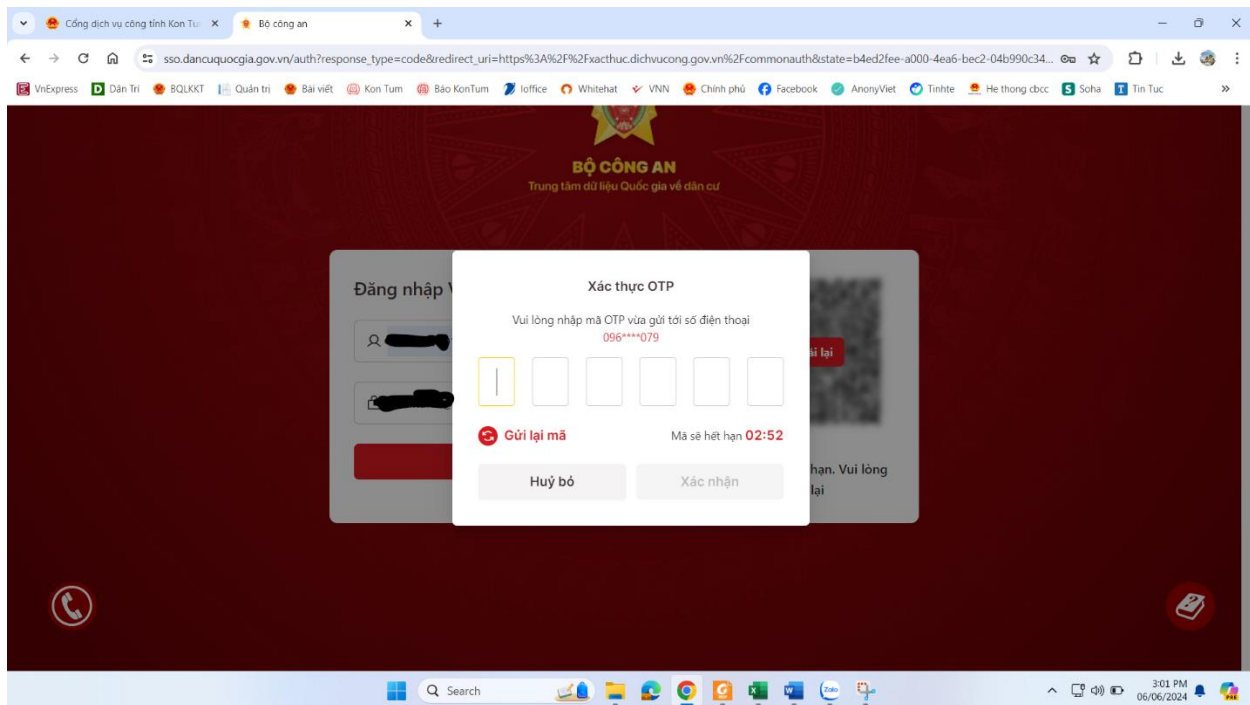 Cổng dịch vụ công tỉnh Kon Tu
Bộ công an
sso.dancuquocgia.gov.vn/auth?response_type=code&redirect_uri=https%3A%2F%2Fxacthuc.dichvucong.gov.vn%2Fcommonauth&state=b4ed2fee-a000-4ea6-bec2-04b990c34...
VnExpress Dân Trí BQLKKT Quản trị Bài viết Kon Tum Báo KonTum Ioffice Whitehat VNN Chính phủ Facebook AnonyViet Tinhte He thong cbcc Soha Tin Tuc
BỘ CÔNG AN
Trung tâm dữ liệu Quốc gia về dân cư
Đăng nhập
Xác thực OTP
Vui lòng nhập mã OTP vừa gửi tới số điện thoại
096****079
ải lại
Gửi lại mã
Mã sẽ hết hạn 02:52
Huỷ bỏ
Xác nhận
hạn. Vui lòng
lại
Search
Zalo
3:01 PM
06/06/2024
PRE